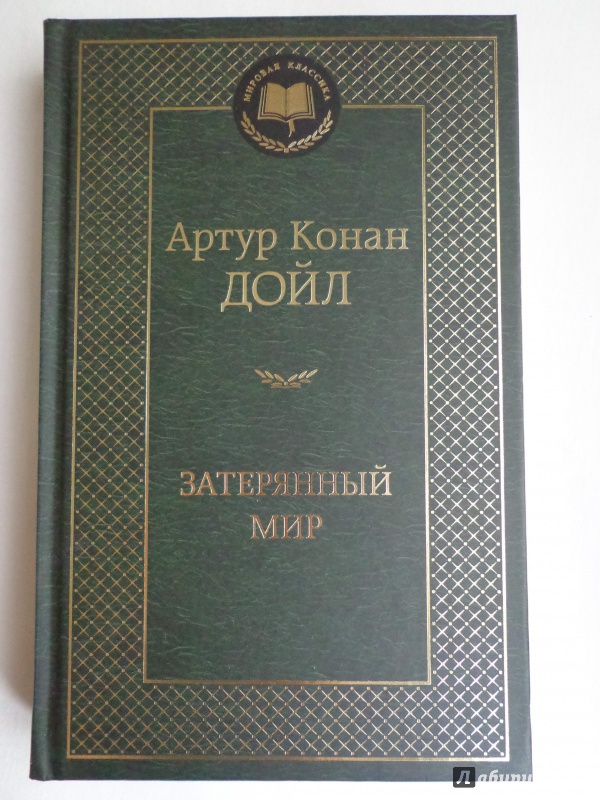 МИРОВАЯ КЛАССИКА
Артур Конан
ДОЙЛ
ЗАТЕРЯННЫЙ
МИР
Лабиринт